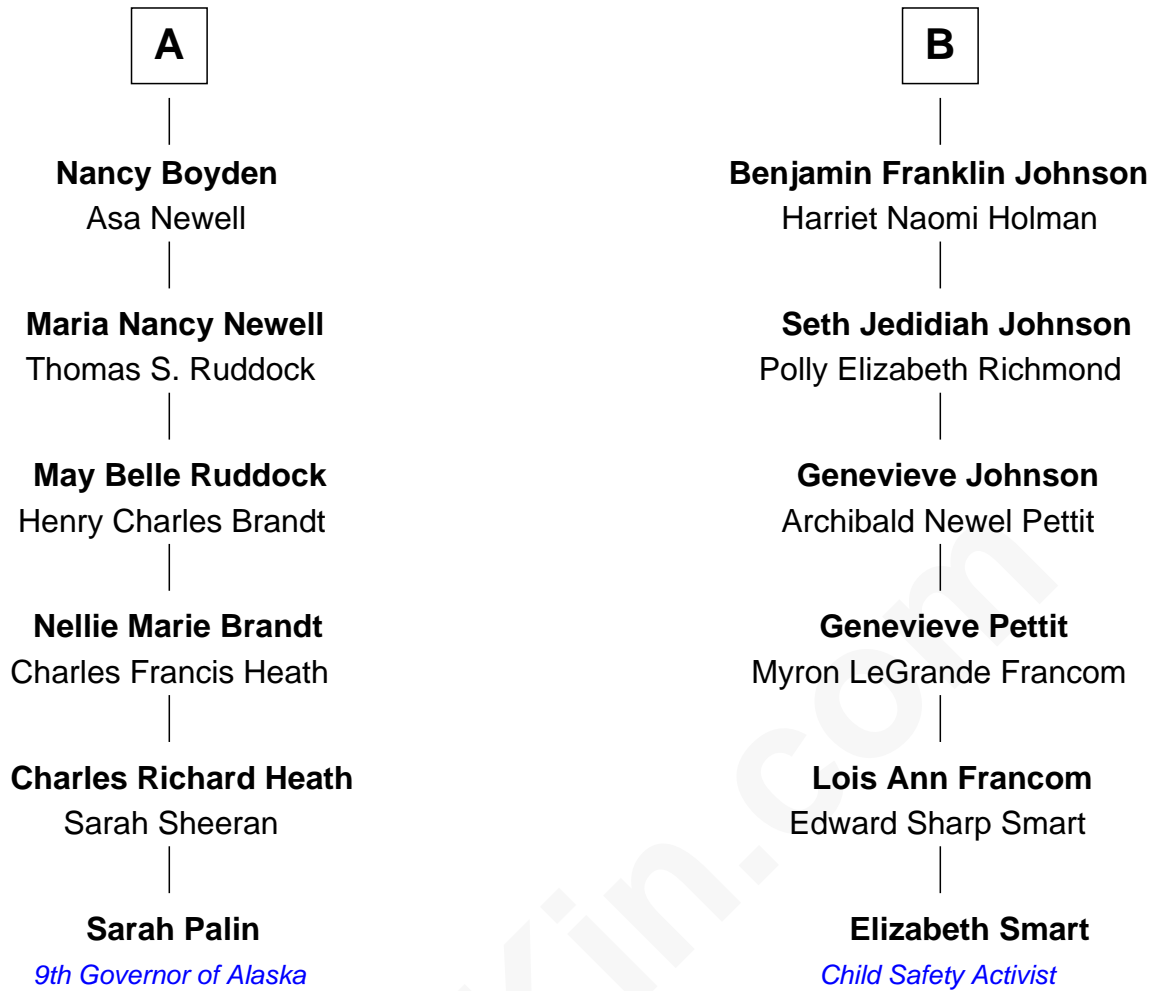 A
Nancy Boyden
Asa Newell
Maria Nancy Newell
Thomas S. Ruddock
May Belle Ruddock
Henry Charles Brandt
Nellie Marie Brandt
Charles Francis Heath
Charles Richard Heath
Sarah Sheeran
Sarah Palin
9th Governor of Alaska
B
Benjamin Franklin Johnson
Harriet Naomi Holman
Seth Jedidiah Johnson
Polly Elizabeth Richmond
Genevieve Johnson
Archibald Newel Pettit
Genevieve Pettit
Myron LeGrande Francom
Lois Ann Francom
Edward Sharp Smart
Elizabeth Smart
Child Safety Activist